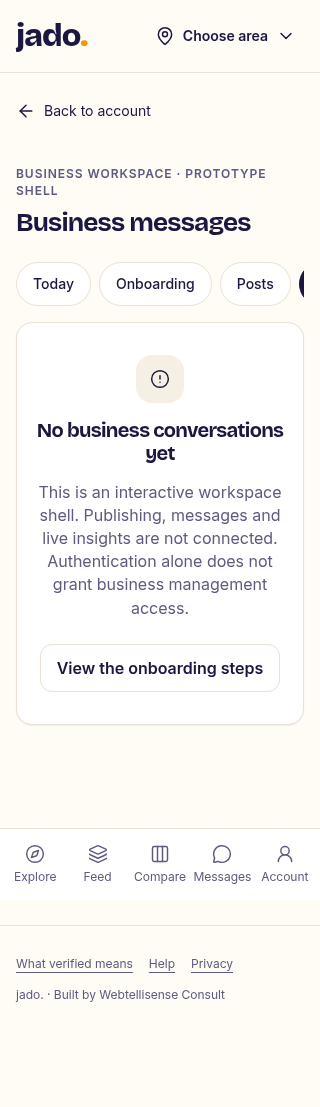 jado.
Choose area
Back to account
BUSINESS WORKSPACE · PROTOTYPE
SHELL
Business messages
Today
Onboarding
Posts
No business conversations
yet
This is an interactive workspace
shell. Publishing, messages and
live insights are not connected.
Authentication alone does not
grant business management
access.
View the onboarding steps
Explore
Feed
Compare
Messages
Account
What verified means
Help
Privacy
jado. · Built by Webtellisense Consult